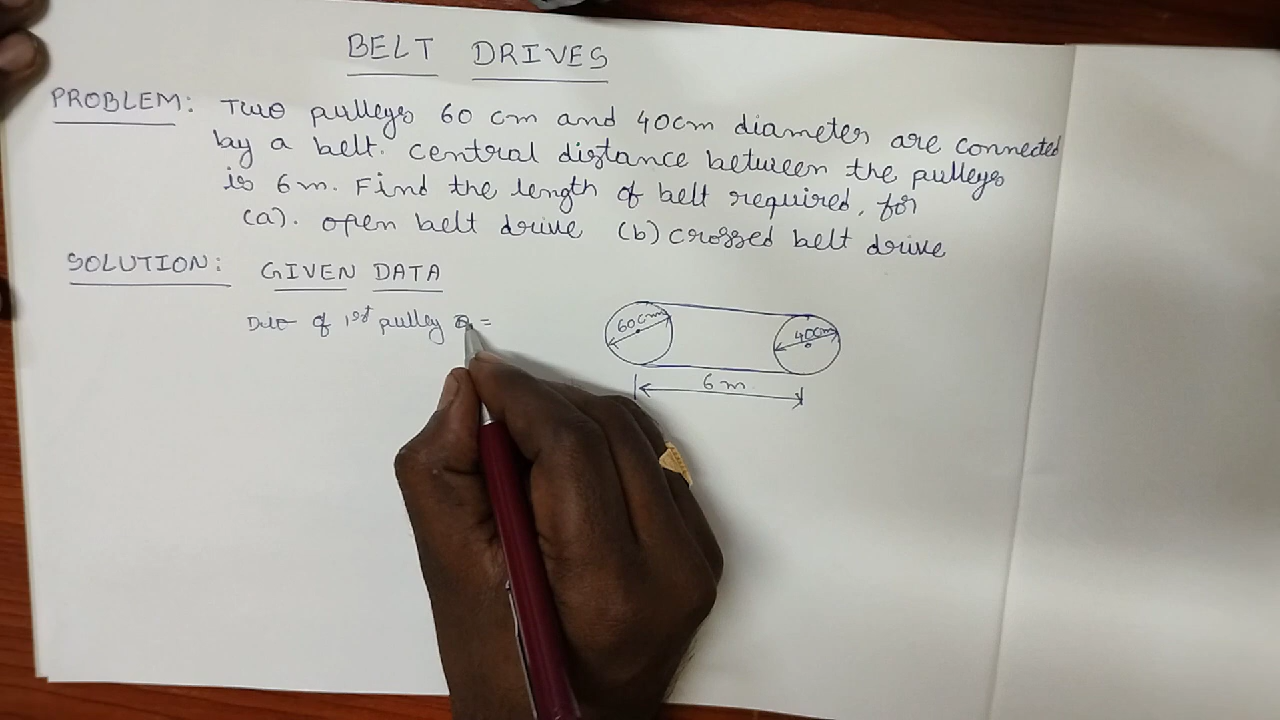 BELT DRIVES
PROBLEM: Two pulleys 60 cm and 40cm diameter are connected
by a belt. central distance between the pulleys
is 6m. Find the length of belt required, for
(a). open belt drive (b) crossed belt drive
SOLUTION: GIVEN DATA
of 1st pulley =
60cm
40cm
6 m